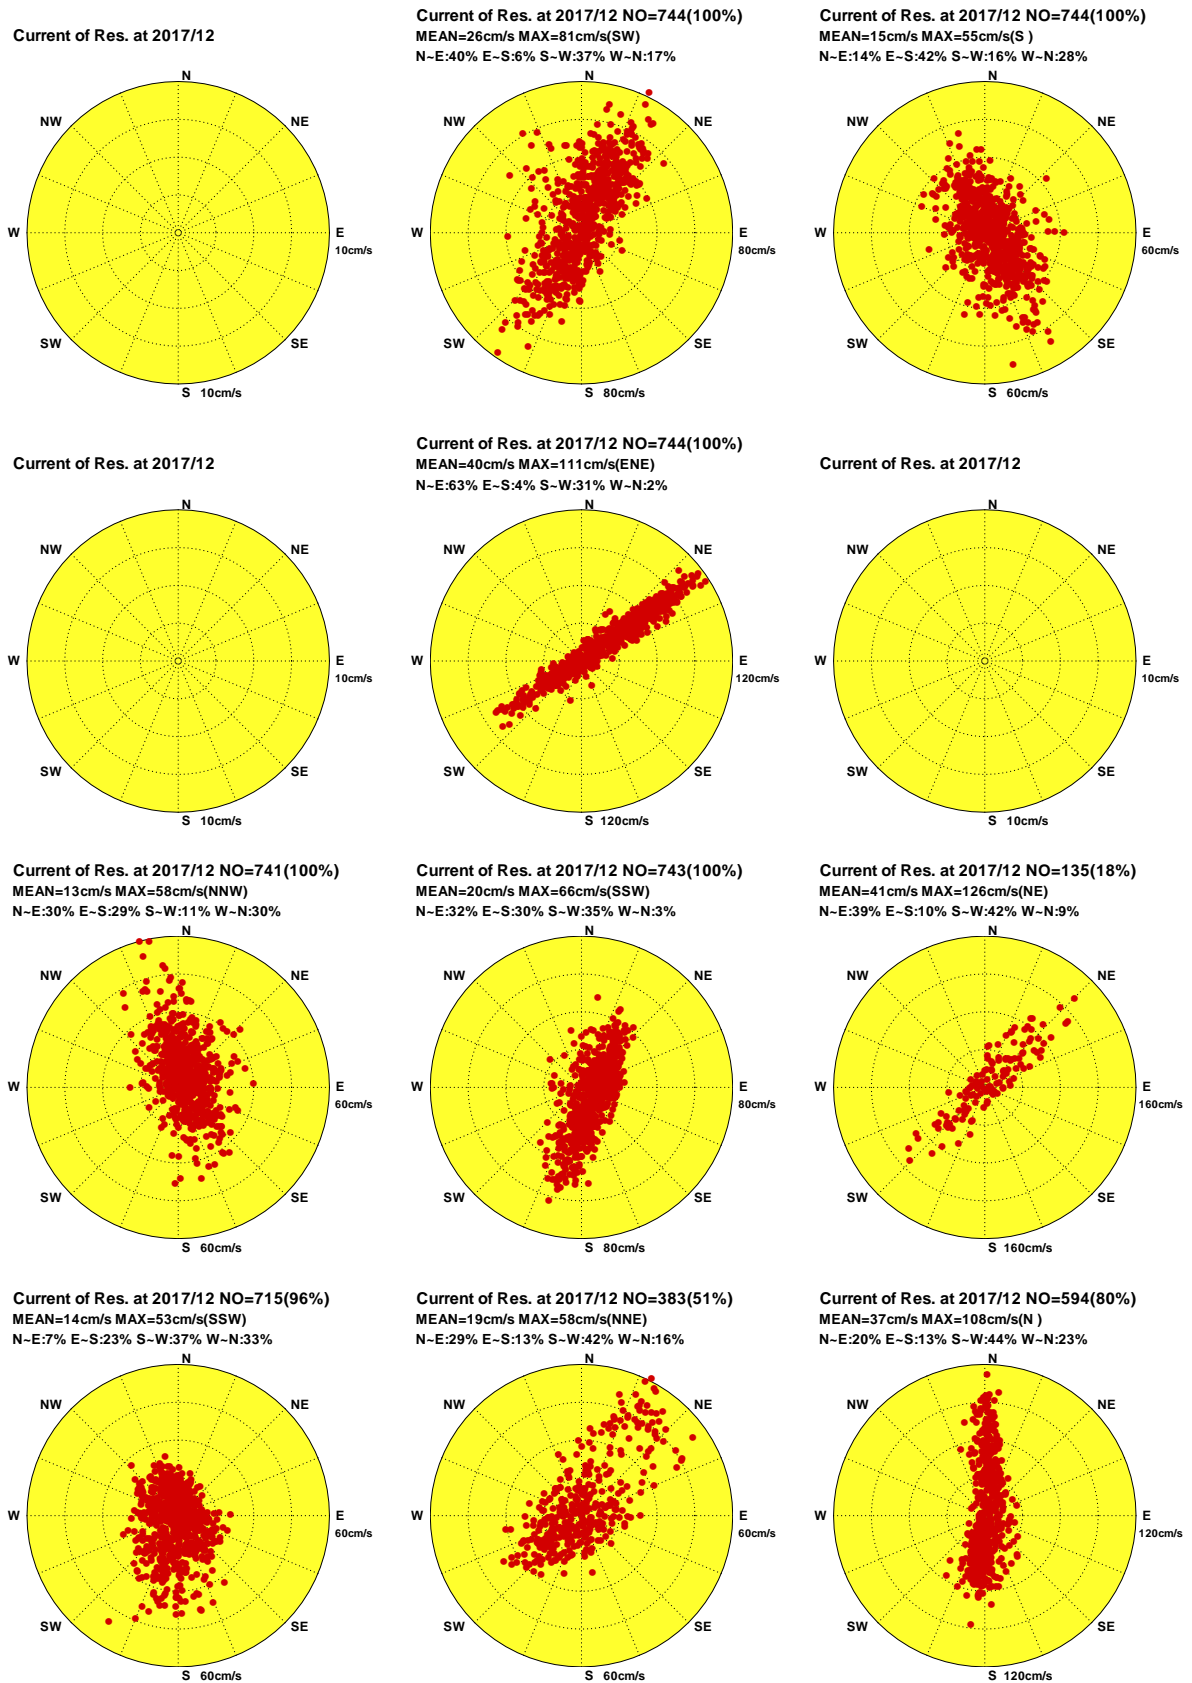 Current of Res. at 2017/12
N
NW
NE
W
E
10cm/s
SW
SE
S 10cm/s
Current of Res. at 2017/12 NO=744(100%)
MEAN=26cm/s MAX=81cm/s(SW)
N~E:40% E~S:6% S~W:37% W~N:17%
N
NW
NE
W
E
80cm/s
SW
SE
S 80cm/s
Current of Res. at 2017/12 NO=744(100%)
MEAN=15cm/s MAX=55cm/s(S )
N~E:14% E~S:42% S~W:16% W~N:28%
N
NW
NE
W
E
60cm/s
SW
SE
S 60cm/s
Current of Res. at 2017/12
N
NW
NE
W
E
10cm/s
SW
SE
S 10cm/s
Current of Res. at 2017/12 NO=744(100%)
MEAN=40cm/s MAX=111cm/s(ENE)
N~E:63% E~S:4% S~W:31% W~N:2%
N
NW
NE
W
E
120cm/s
SW
SE
S 120cm/s
Current of Res. at 2017/12
N
NW
NE
W
E
10cm/s
SW
SE
S 10cm/s
Current of Res. at 2017/12 NO=741(100%)
MEAN=13cm/s MAX=58cm/s(NNW)
N~E:30% E~S:29% S~W:11% W~N:30%
N
NW
NE
W
E
60cm/s
SW
SE
S 60cm/s
Current of Res. at 2017/12 NO=743(100%)
MEAN=20cm/s MAX=66cm/s(SSW)
N~E:32% E~S:30% S~W:35% W~N:3%
N
NW
NE
W
E
80cm/s
SW
SE
S 80cm/s
Current of Res. at 2017/12 NO=135(18%)
MEAN=41cm/s MAX=126cm/s(NE)
N~E:39% E~S:10% S~W:42% W~N:9%
N
NW
NE
W
E
160cm/s
SW
SE
S 160cm/s
Current of Res. at 2017/12 NO=715(96%)
MEAN=14cm/s MAX=53cm/s(SSW)
N~E:7% E~S:23% S~W:37% W~N:33%
N
NW
NE
W
E
60cm/s
SW
SE
S 60cm/s
Current of Res. at 2017/12 NO=383(51%)
MEAN=19cm/s MAX=58cm/s(NNE)
N~E:29% E~S:13% S~W:42% W~N:16%
N
NW
NE
W
E
60cm/s
SW
SE
S 60cm/s
Current of Res. at 2017/12 NO=594(80%)
MEAN=37cm/s MAX=108cm/s(N )
N~E:20% E~S:13% S~W:44% W~N:23%
N
NW
NE
W
E
120cm/s
SW
SE
S 120cm/s